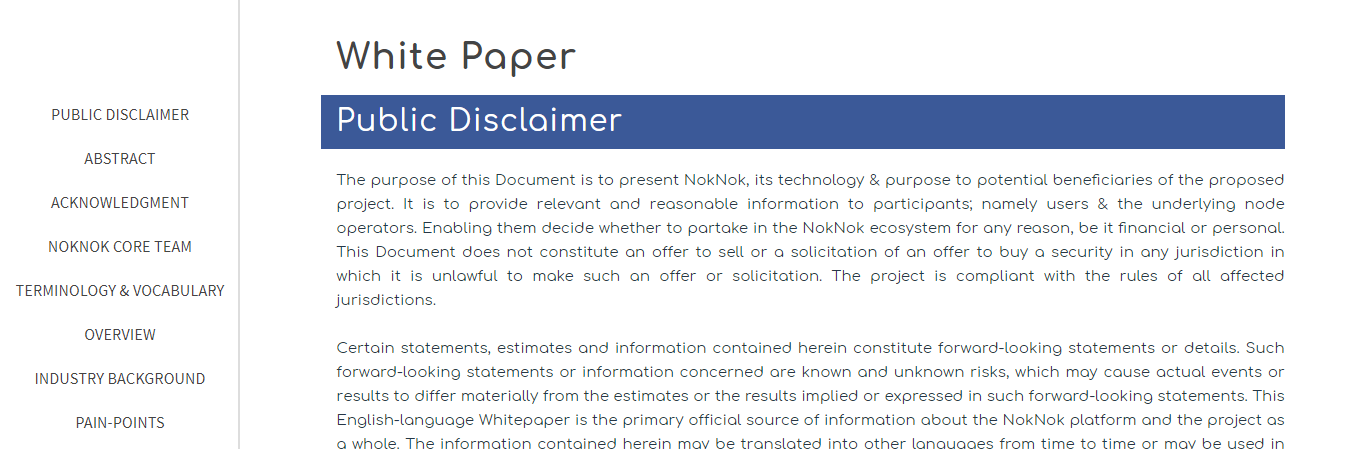 White Paper
PUBLIC DISCLAIMER
ABSTRACT
ACKNOWLEDGMENT
NOKNOK CORE TEAM
TERMINOLOGY & VOCABULARY
OVERVIEW
INDUSTRY BACKGROUND
PAIN-POINTS
Public Disclaimer
The purpose of this Document is to present NokNok, its technology & purpose to potential beneficiaries of the proposed
project. It is to provide relevant and reasonable information to participants; namely users & the underlying node
operators. Enabling them decide whether to partake in the NokNok ecosystem for any reason, be it financial or personal.
This Document does not constitute an offer to sell or a solicitation of an offer to buy a security in any jurisdiction in
which it is unlawful to make such an offer or solicitation. The project is compliant with the rules of all affected
jurisdictions.
Certain statements, estimates and information contained herein constitute forward-looking statements or details. Such
forward-looking statements or information concerned are known and unknown risks, which may cause actual events or
results to differ materially from the estimates or the results implied or expressed in such forward-looking statements. This
English-language Whitepaper is the primary official source of information about the NokNok platform and the project as
a whole. The information contained herein may be translated into other languages from time to time or may be used in